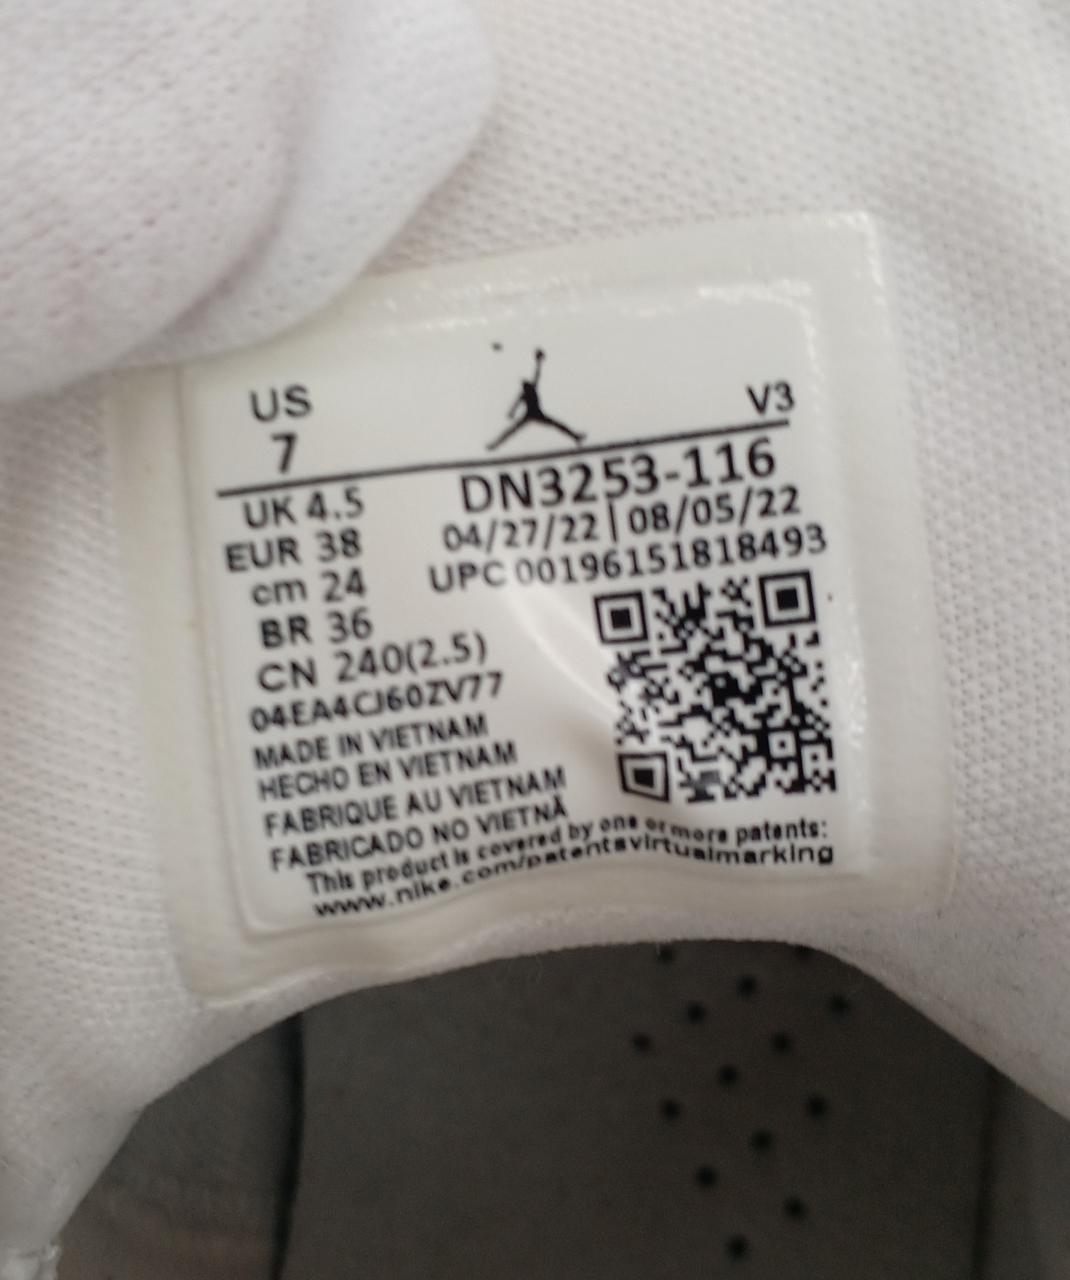 US
7
V3
DN3253-116
UK 4.5
04/27/22 | 08/05/22
EUR 38
UPC 00196151818493
cm 24
BR 36
CN 240(2.5)
04EA4CJ60ZV77
MADE IN VIETNAM
HECHO EN VIETNAM
FABRIQUE AU VIETNAM
FABRICADO NO VIETNÃ
This product is covered by one or more patents:
www.nike.com/patentsvirtualmarking